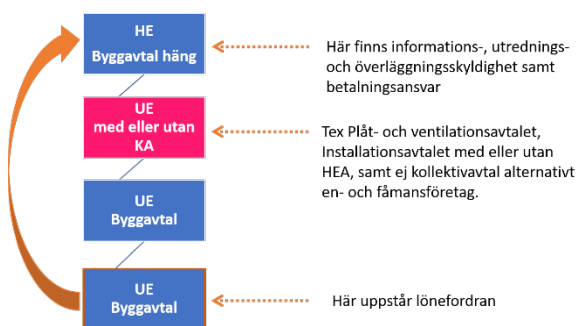 HE
Byggavtal häng
Här finns informations-, utrednings-
och överläggningsskyldighet samt
betalningsansvar
UE
med eller utan
KA
Tex Plåt- och ventilationsavtalet,
Installationsavtalet med eller utan
HEA, samt ej kollektivavtal alternativt
en- och fåmansföretag.
UE
Byggavtal
UE
Byggavtal
Här uppstår lönefordran